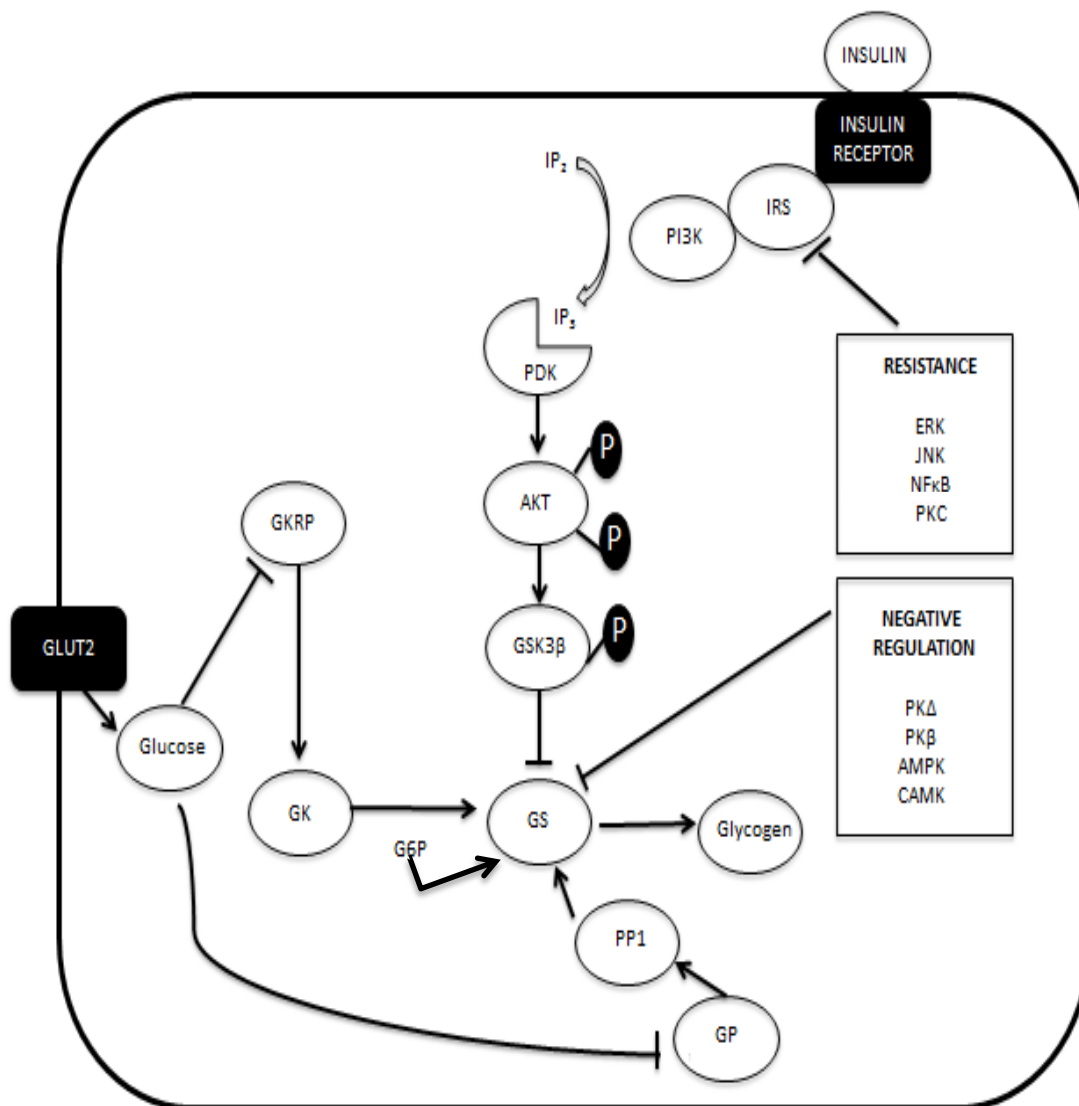 INSULIN
INSULIN
RECEPTOR
IP₂
IRS
PI3K
IP₃
PDK
RESISTANCE
ERK
JNK
NFκB
PKC
P
AKT
P
GKRP
P
GSK3β
GLUT2
NEGATIVE
REGULATION
PKΔ
PKβ
AMPK
CAMK
Glucose
GK
GS
Glycogen
G6P
PP1
GP